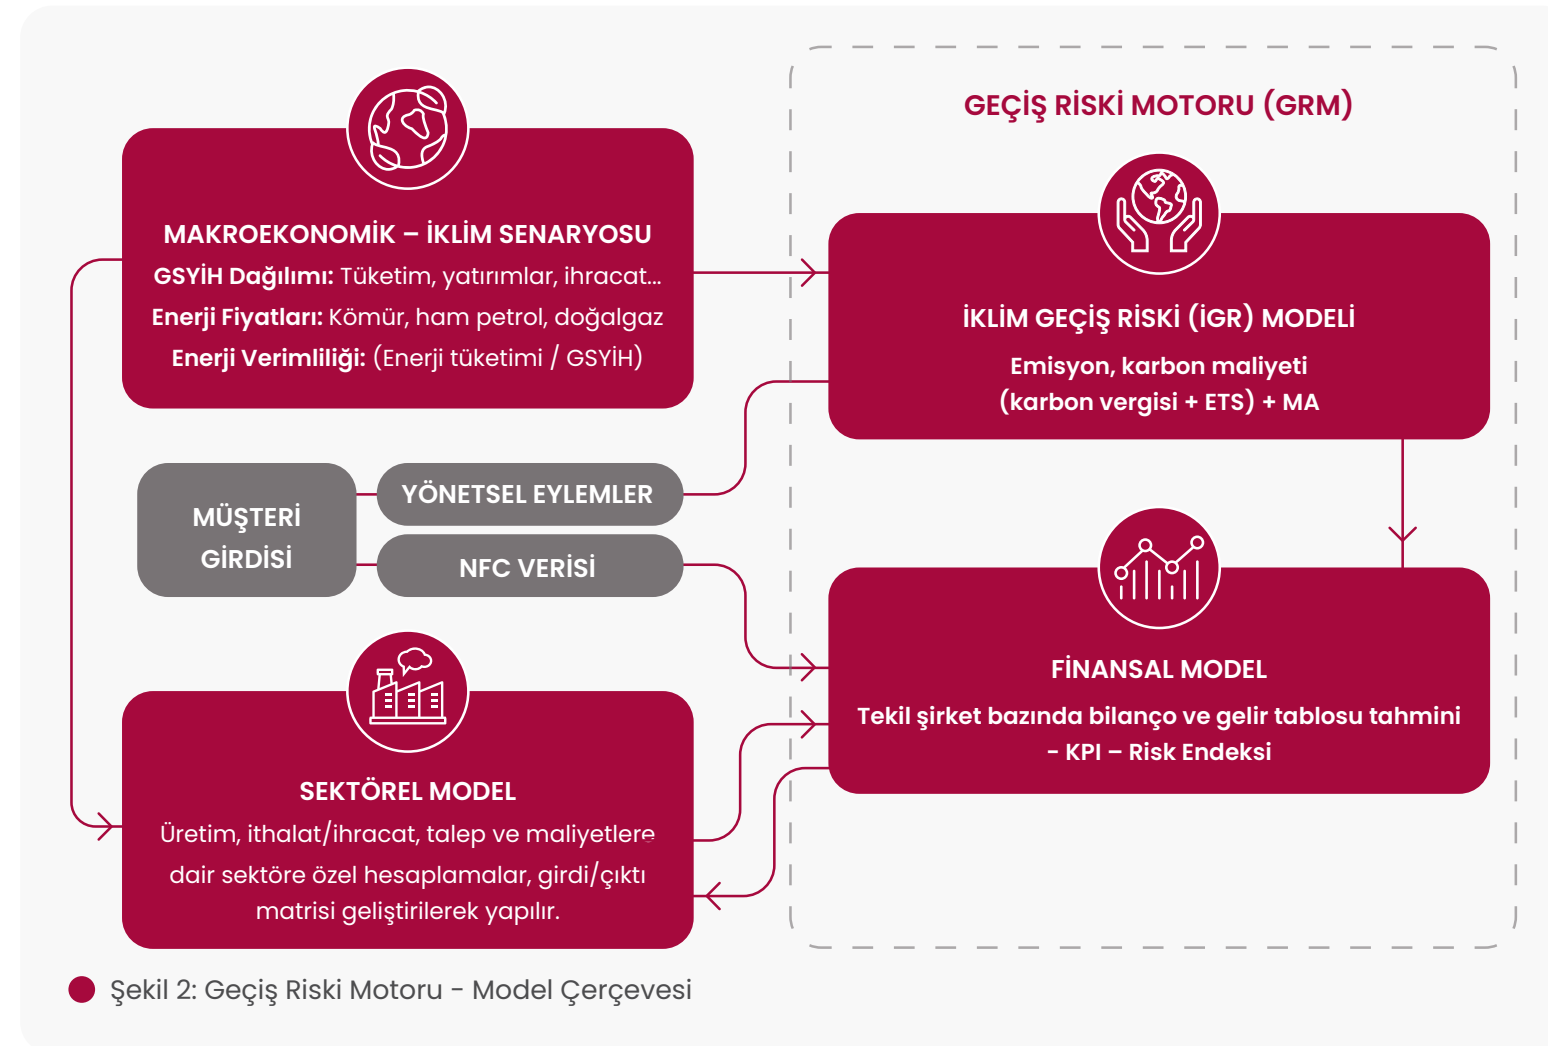 GEÇİŞ RİSKİ MOTORU (GRM)
MAKROEKONOMİK – İKLİM SENARYOSU
GSYİH Dağılımı: Tüketim, yatırımlar, ihracat...
Enerji Fiyatları: Kömür, ham petrol, doğalgaz
Enerji Verimliliği: (Enerji tüketimi / GSYİH)
İKLİM GEÇİŞ RİSKİ (İGR) MODELİ
Emisyon, karbon maliyeti
(karbon vergisi + ETS) + MA
MÜŞTERİ
GİRDİSİ
YÖNETSEL EYLEMLER
NFC VERİSİ
FİNANSAL MODEL
Tekil şirket bazında bilanço ve gelir tablosu tahmini
- KPI – Risk Endeksi
SEKTÖREL MODEL
Üretim, ithalat/ihracat, talep ve maliyetlere
dair sektöre özel hesaplamalar, girdi/çıktı
matrisi geliştirilerek yapılır.
Şekil 2: Geçiş Riski Motoru - Model Çerçevesi